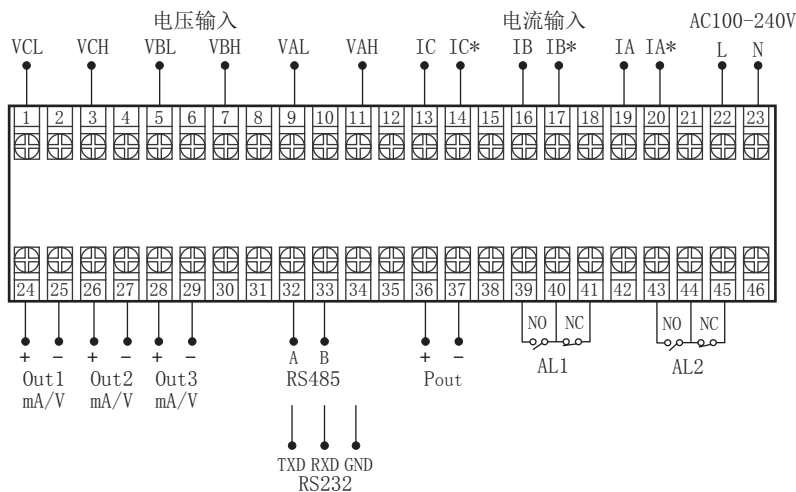 电压输入 电流输入 AC100-240V
VCL VCH VBL VBH VAL VAH IC IC* IB IB* IA IA* L N
1 2 3 4 5 6 7 8 9 10 11 12 13 14 15 16 17 18 19 20 21 22 23
24 25 26 27 28 29 30 31 32 33 34 35 36 37 38 39 40 41 42 43 44 45 46
NO NC NO NC
+ - + - + - A B + - AL1 AL2
Out1 Out2 Out3 RS485 Pout
mA/V mA/V mA/V
TXD RXD GND
RS232